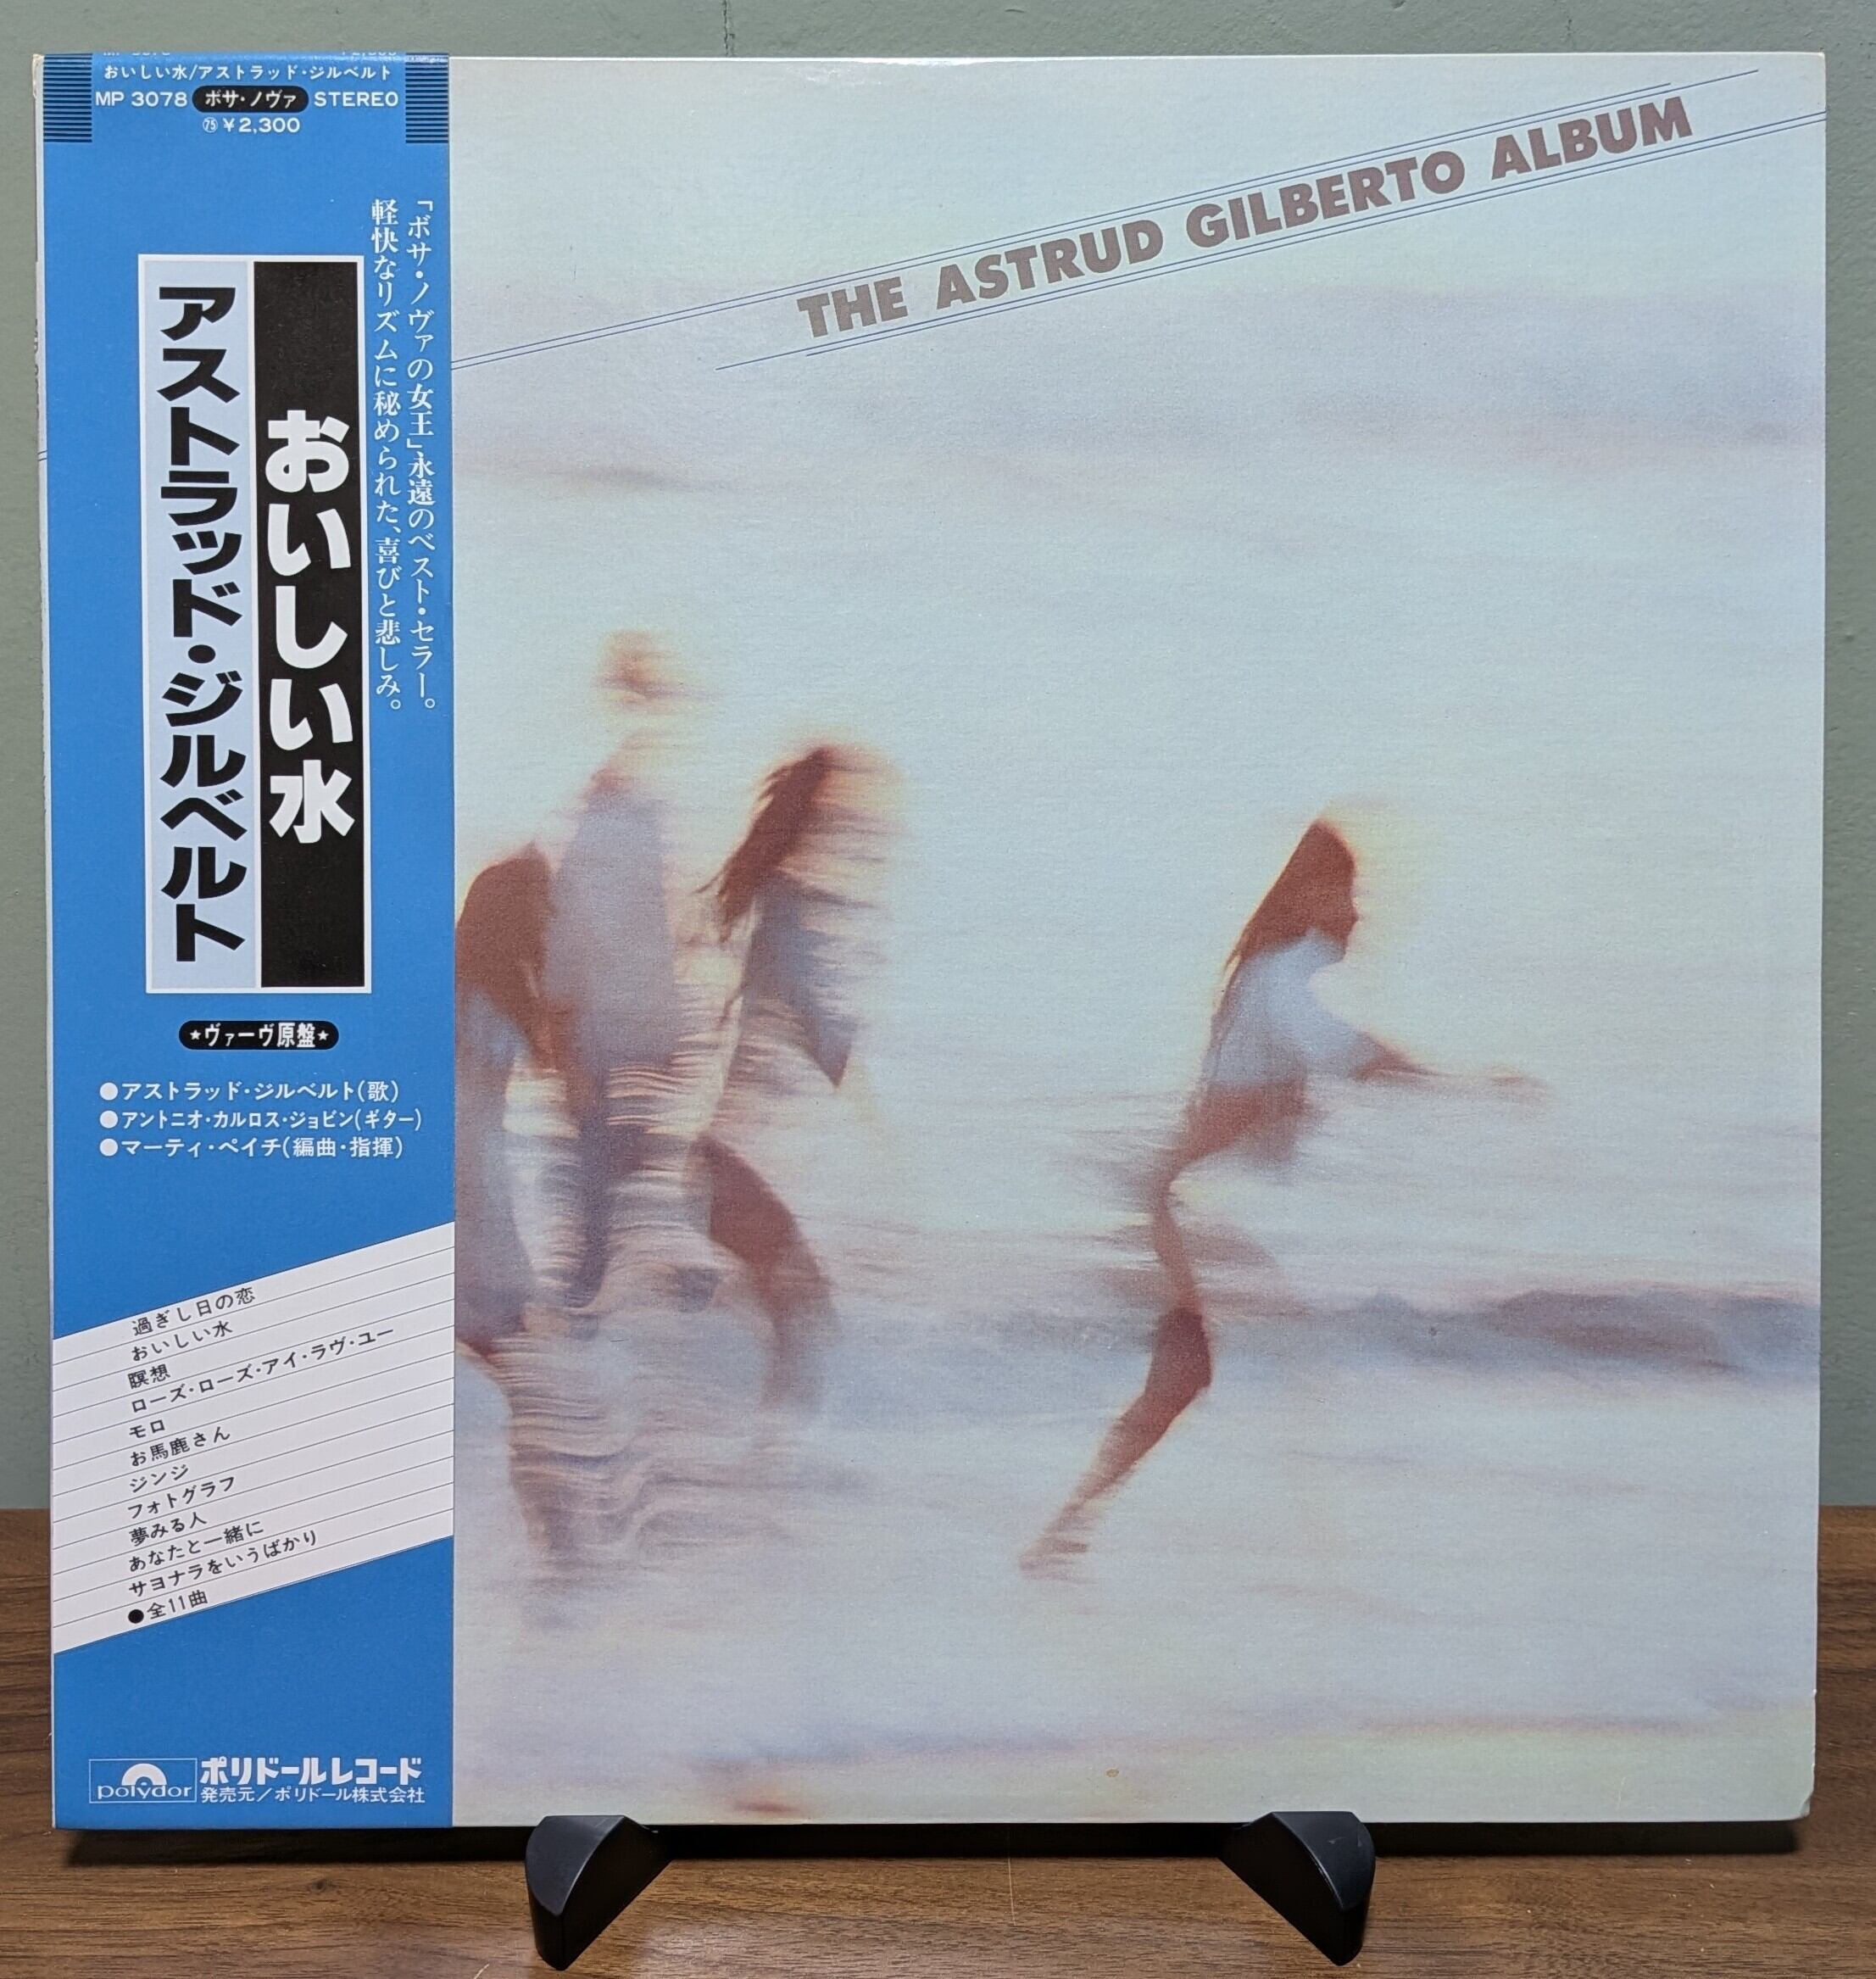 おいしい水/アストラッド・ジルベルト
MP 3078 ボサ・ノヴァ STEREO
㊆ ¥2,300
「ボサ・ノヴァの女王」、永遠のベスト・セラー。
軽快なリズムに秘められた、喜びと悲しみ。
おいしい水
アストラッド・ジルベルト
★ヴァーヴ原盤★
●アストラッド・ジルベルト(歌)
●アントニオ・カルロス・ジョビン(ギター)
●マーティ・ペイチ(編曲・指揮)
過ぎし日の恋
おいしい水
瞑想
ローズ・ローズ・アイ・ラヴ・ユー
モロ
お馬鹿さん
ジンジ
フォトグラフ
夢みる人
あなたと一緒に
サヨナラをいうばかり
●全11曲
polydor ポリドールレコード
発売元/ポリドール株式会社
THE ASTRUD GILBERTO ALBUM